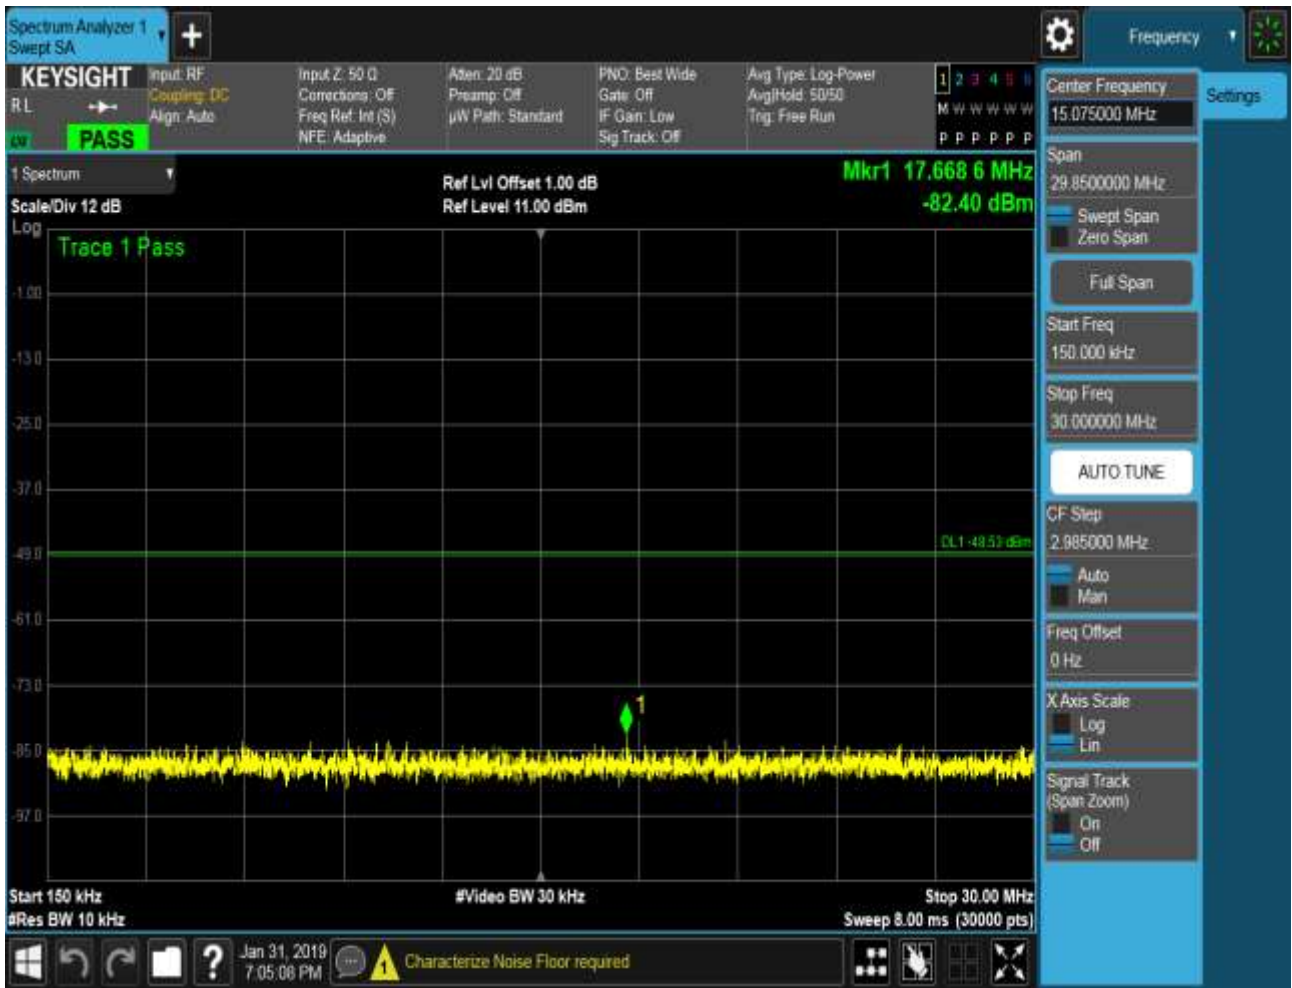 Spectrum Analyzer 1
Swept SA
Frequency
KEYSIGHT
R L
PASS
Input: RF
Coupling: DC
Align: Auto
Input Z: 50 Ω
Corrections: Off
Freq Ref: Int (S)
NFE: Adaptive
Atten: 20 dB
Preamp: Off
µW Path: Standard
PNO: Best Wide
Gate: Off
IF Gain: Low
Sig Track: Off
Avg Type: Log-Power
Avg|Hold: 50/50
Trig: Free Run
1 2 3 4 5 6
M W W W W W
P P P P P P
1 Spectrum
Scale/Div 12 dB
Log
Ref Lvl Offset 1.00 dB
Ref Level 11.00 dBm
Mkr1 17.668 6 MHz
-82.40 dBm
Trace 1 Pass
-1.00
-13.0
-25.0
-37.0
-49.0
DL1 -48.53 dBm
-61.0
-73.0
1
-85.0
-97.0
Start 150 kHz
#Video BW 30 kHz
Stop 30.00 MHz
#Res BW 10 kHz
Sweep 8.00 ms (30000 pts)
Center Frequency
15.075000 MHz
Settings
Span
29.8500000 MHz
Swept Span
Zero Span
Full Span
Start Freq
150.000 kHz
Stop Freq
30.000000 MHz
AUTO TUNE
CF Step
2.985000 MHz
Auto
Man
Freq Offset
0 Hz
X Axis Scale
Log
Lin
Signal Track
(Span Zoom)
On
Off
?
Jan 31, 2019
7:05:08 PM
1
Characterize Noise Floor required